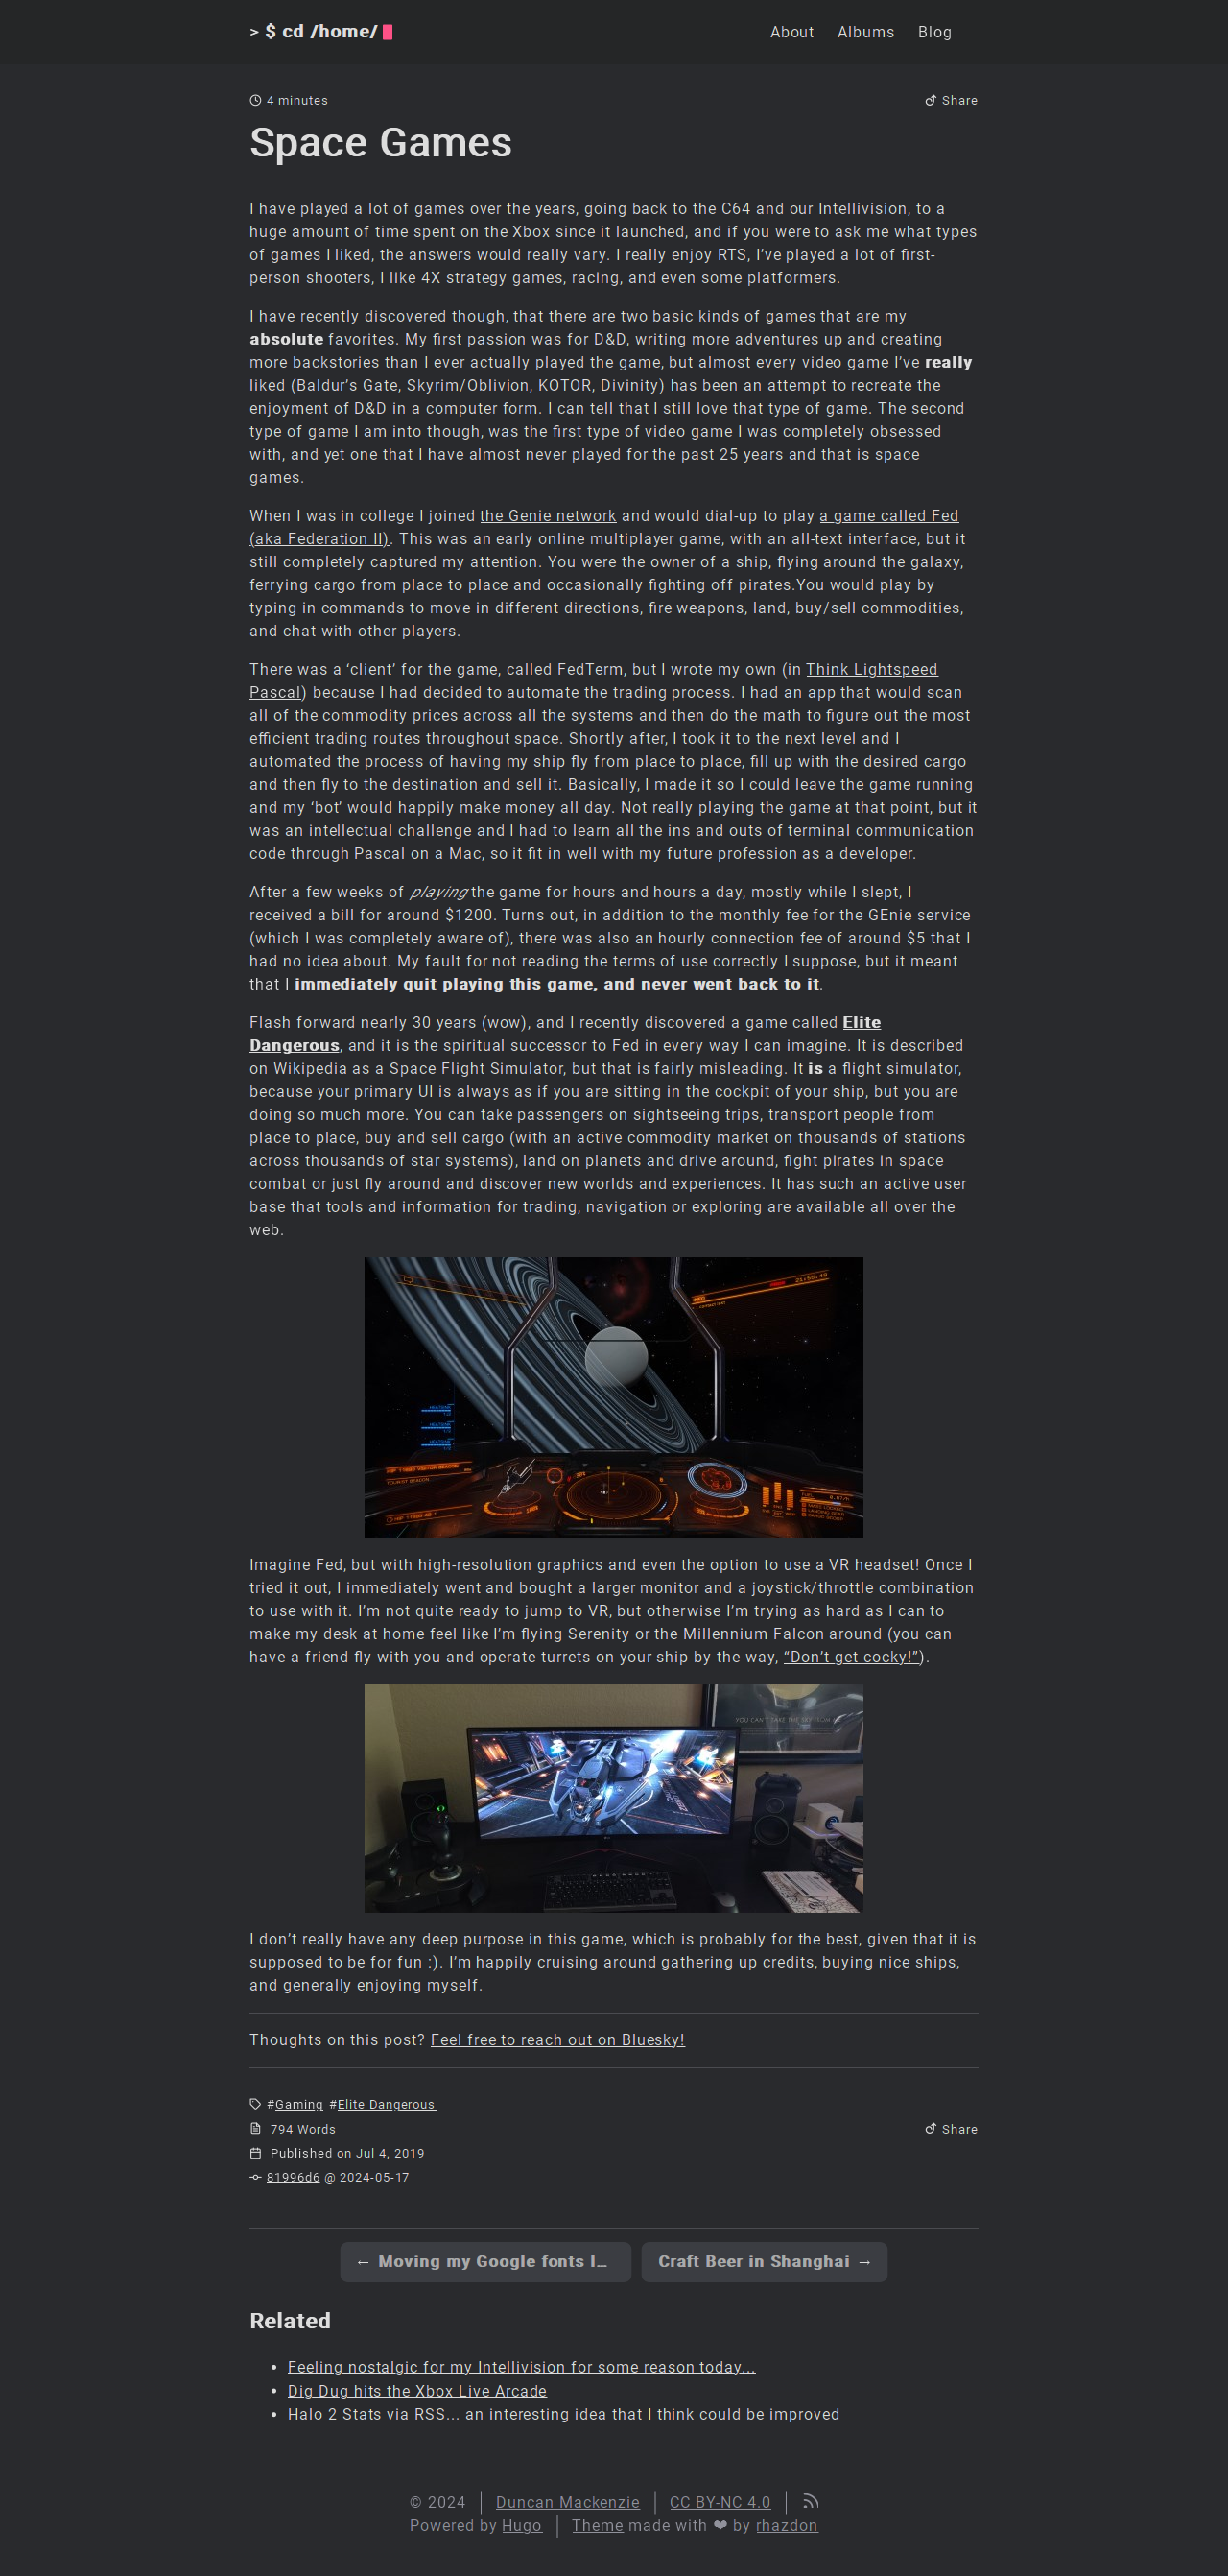 > $ cd /home/
About Albums Blog
4 minutes
Share
Space Games
I have played a lot of games over the years, going back to the C64 and our Intellivision, to a
huge amount of time spent on the Xbox since it launched, and if you were to ask me what types
of games I liked, the answers would really vary. I really enjoy RTS, I’ve played a lot of first-
person shooters, I like 4X strategy games, racing, and even some platformers.
I have recently discovered though, that there are two basic kinds of games that are my
absolute favorites. My first passion was for D&D, writing more adventures up and creating
more backstories than I ever actually played the game, but almost every video game I’ve really
liked (Baldur’s Gate, Skyrim/Oblivion, KOTOR, Divinity) has been an attempt to recreate the
enjoyment of D&D in a computer form. I can tell that I still love that type of game. The second
type of game I am into though, was the first type of video game I was completely obsessed
with, and yet one that I have almost never played for the past 25 years and that is space
games.
When I was in college I joined the Genie network and would dial-up to play a game called Fed
(aka Federation II). This was an early online multiplayer game, with an all-text interface, but it
still completely captured my attention. You were the owner of a ship, flying around the galaxy,
ferrying cargo from place to place and occasionally fighting off pirates.You would play by
typing in commands to move in different directions, fire weapons, land, buy/sell commodities,
and chat with other players.
There was a ‘client’ for the game, called FedTerm, but I wrote my own (in Think Lightspeed
Pascal) because I had decided to automate the trading process. I had an app that would scan
all of the commodity prices across all the systems and then do the math to figure out the most
efficient trading routes throughout space. Shortly after, I took it to the next level and I
automated the process of having my ship fly from place to place, fill up with the desired cargo
and then fly to the destination and sell it. Basically, I made it so I could leave the game running
and my ‘bot’ would happily make money all day. Not really playing the game at that point, but it
was an intellectual challenge and I had to learn all the ins and outs of terminal communication
code through Pascal on a Mac, so it fit in well with my future profession as a developer.
After a few weeks of playing the game for hours and hours a day, mostly while I slept, I
received a bill for around $1200. Turns out, in addition to the monthly fee for the GEnie service
(which I was completely aware of), there was also an hourly connection fee of around $5 that I
had no idea about. My fault for not reading the terms of use correctly I suppose, but it meant
that I immediately quit playing this game, and never went back to it.
Flash forward nearly 30 years (wow), and I recently discovered a game called Elite
Dangerous, and it is the spiritual successor to Fed in every way I can imagine. It is described
on Wikipedia as a Space Flight Simulator, but that is fairly misleading. It is a flight simulator,
because your primary UI is always as if you are sitting in the cockpit of your ship, but you are
doing so much more. You can take passengers on sightseeing trips, transport people from
place to place, buy and sell cargo (with an active commodity market on thousands of stations
across thousands of star systems), land on planets and drive around, fight pirates in space
combat or just fly around and discover new worlds and experiences. It has such an active user
base that tools and information for trading, navigation or exploring are available all over the
web.
Imagine Fed, but with high-resolution graphics and even the option to use a VR headset! Once I
tried it out, I immediately went and bought a larger monitor and a joystick/throttle combination
to use with it. I’m not quite ready to jump to VR, but otherwise I’m trying as hard as I can to
make my desk at home feel like I’m flying Serenity or the Millennium Falcon around (you can
have a friend fly with you and operate turrets on your ship by the way, “Don’t get cocky!”).
YOU CAN'T TAKE THE SKY FROM
I don’t really have any deep purpose in this game, which is probably for the best, given that it is
supposed to be for fun :). I’m happily cruising around gathering up credits, buying nice ships,
and generally enjoying myself.
Thoughts on this post? Feel free to reach out on Bluesky!
#Gaming #Elite Dangerous
794 Words
Share
Published on Jul 4, 2019
81996d6 @ 2024-05-17
← Moving my Google fonts l…
Craft Beer in Shanghai →
Related
• Feeling nostalgic for my Intellivision for some reason today...
• Dig Dug hits the Xbox Live Arcade
• Halo 2 Stats via RSS... an interesting idea that I think could be improved
© 2024 | Duncan Mackenzie | CC BY-NC 4.0 |
Powered by Hugo | Theme made with ❤ by rhazdon